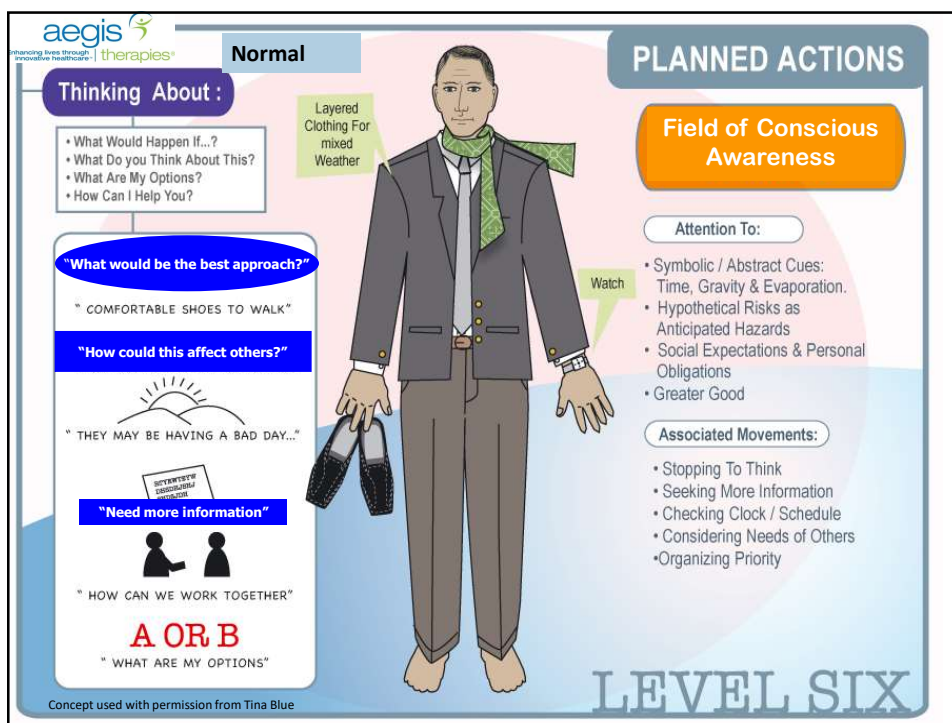 aegis
therapies®
Enhancing lives through
innovative healthcare™
Normal
Thinking About :
• What Would Happen If...?
• What Do you Think About This?
• What Are My Options?
• How Can I Help You?
"What would be the best approach?"
" COMFORTABLE SHOES TO WALK"
"How could this affect others?"
" THEY MAY BE HAVING A BAD DAY..."
"Need more information"
" HOW CAN WE WORK TOGETHER"
A OR B
" WHAT ARE MY OPTIONS"
Concept used with permission from Tina Blue
Layered
Clothing For
mixed
Weather
Watch
PLANNED ACTIONS
Field of Conscious
Awareness
Attention To:
• Symbolic / Abstract Cues:
Time, Gravity & Evaporation.
• Hypothetical Risks as
Anticipated Hazards
• Social Expectations & Personal
Obligations
• Greater Good
Associated Movements:
• Stopping To Think
• Seeking More Information
• Checking Clock / Schedule
• Considering Needs of Others
•Organizing Priority
LEVEL SIX